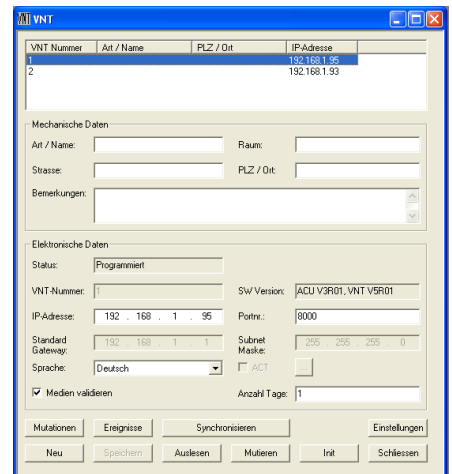 VNT VNT
VNT Nummer Art / Name PLZ / Ort IP-Adresse
1 192.168.1.95
2 192.168.1.93
Mechanische Daten
Art / Name: Raum:
Strasse: PLZ / Ort:
Bemerkungen:
Elektronische Daten
Status: Programmiert
VNT-Nummer: 1 SW Version: ACU V3R01, VNT V5R01
IP-Adresse: 192 . 168 . 1 . 95 Portnr.: 8000
Standard Gateway: 192 . 168 . 1 . 1 Subnet Maske: 255 . 255 . 255 . 0
Sprache: Deutsch ACT ...
Medien validieren Anzahl Tage: 1
Mutationen Ereignisse Synchronisieren Einstellungen
Neu Speichern Auslesen Mutieren Init Schliessen